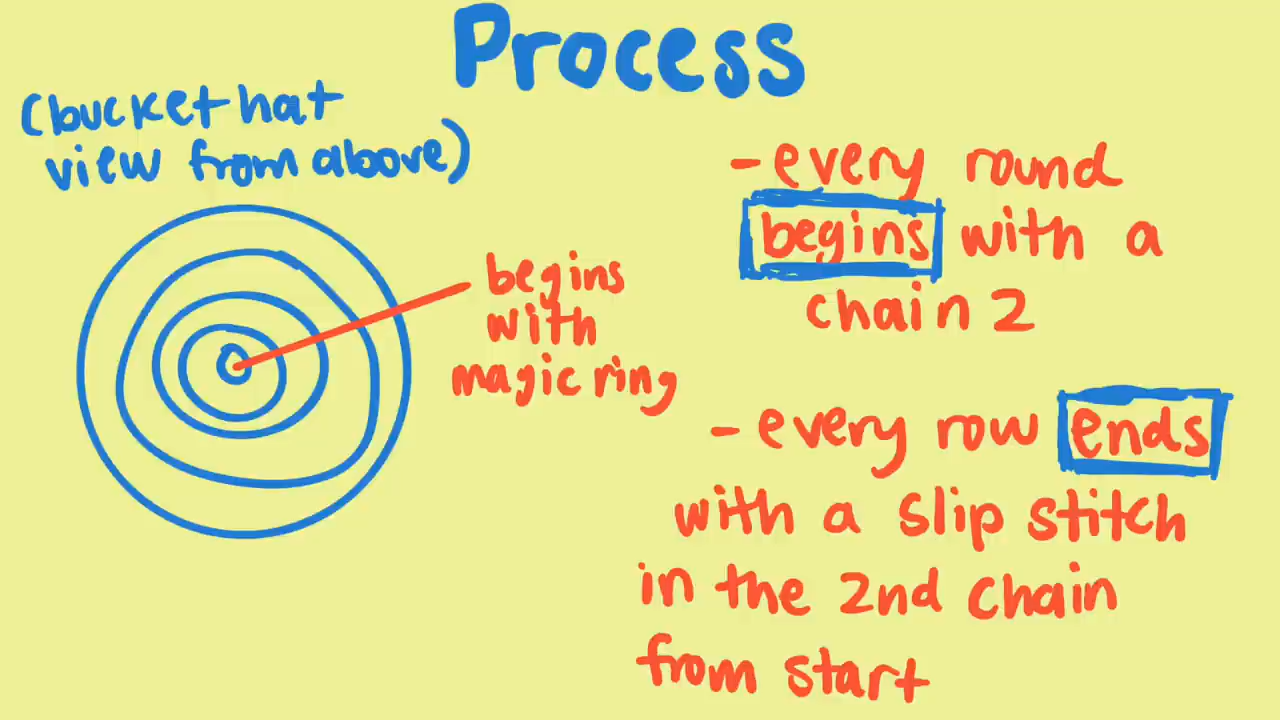 Process
(bucket hat
view from above)
begins
with
magic ring
-every round
begins with a
chain 2
-every row ends
with a slip stitch
in the 2nd chain
from start